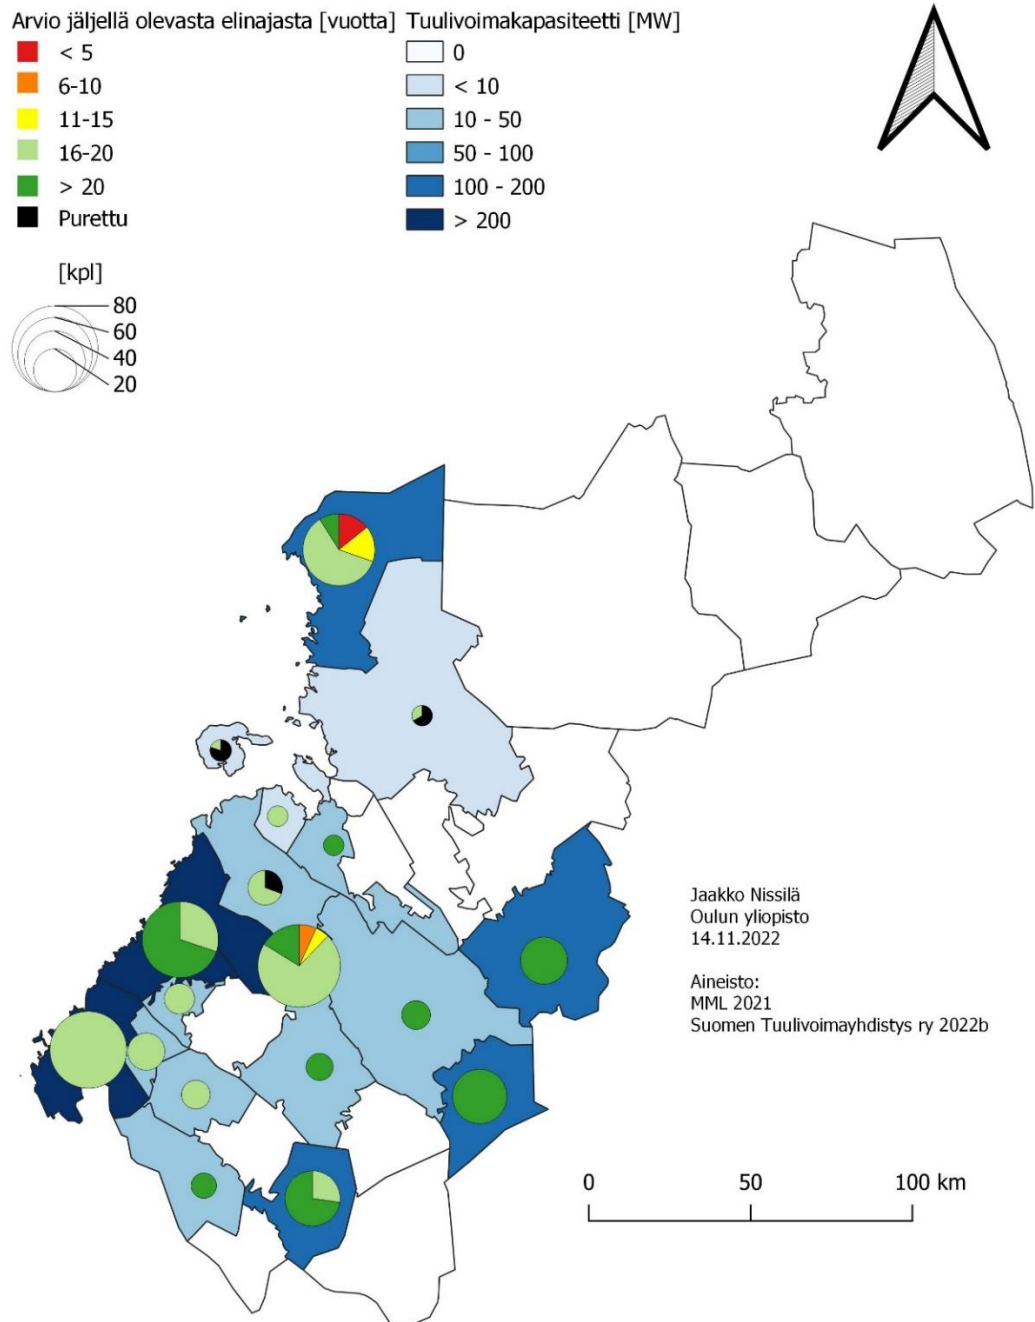 Arvio jäljellä olevasta elinajasta [vuotta]
< 5
6-10
11-15
16-20
> 20
Purettu
Tuulivoimakapasiteetti [MW]
0
< 10
10 - 50
50 - 100
100 - 200
> 200
[kpl]
80
60
40
20
Jaakko Nissilä
Oulun yliopisto
14.11.2022
Aineisto:
MML 2021
Suomen Tuulivoimayhdistys ry 2022b
0 50 100 km